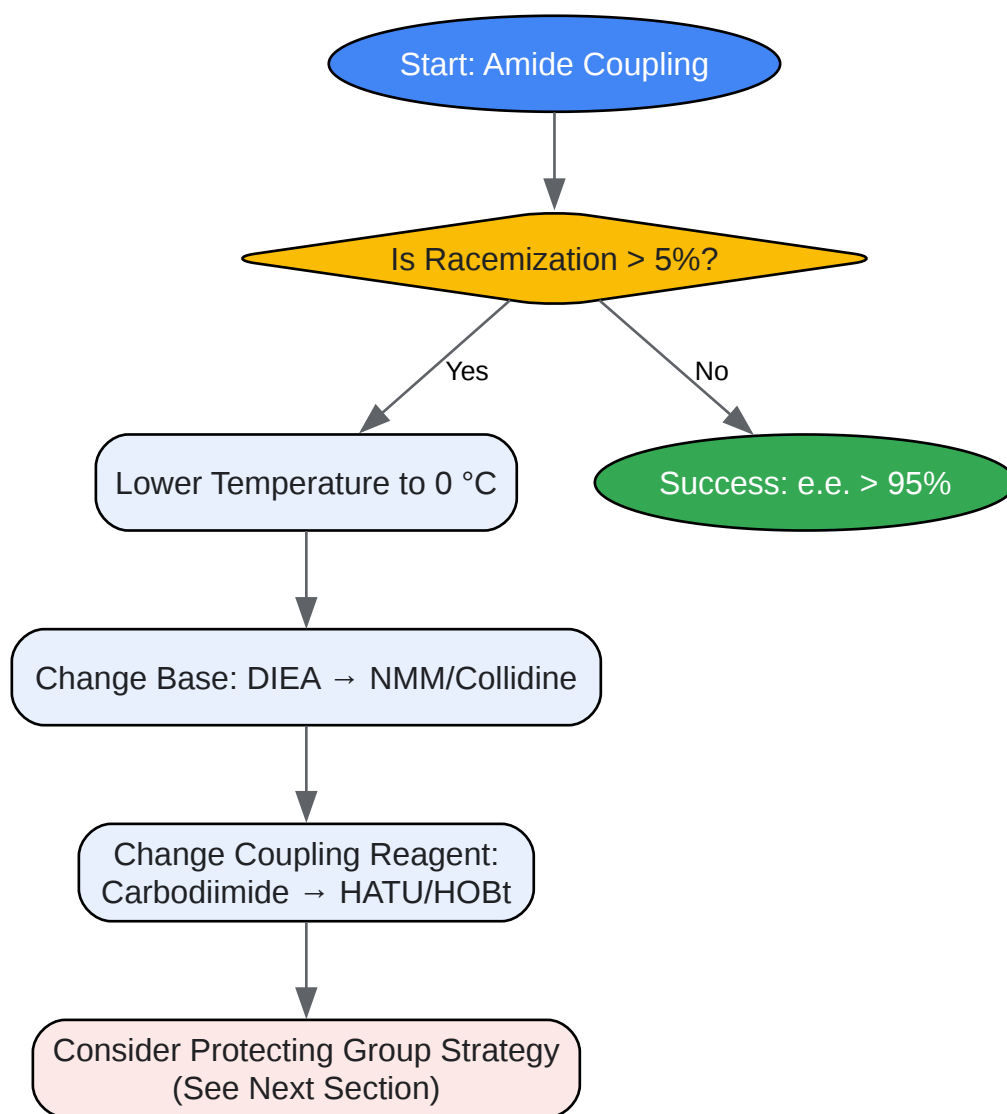 Start: Amide Coupling
Is Racemization > 5%?
Yes
No
Lower Temperature to 0 °C
Success: e.e. > 95%
Change Base: DIEA → NMM/Collidine
Change Coupling Reagent:
Carbodiimide → HATU/HOBt
Consider Protecting Group Strategy
(See Next Section)